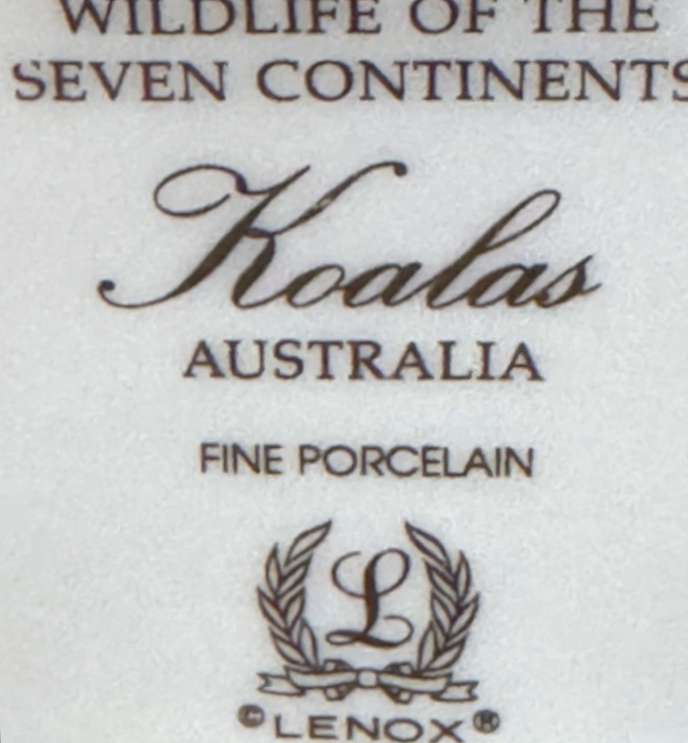 WILDLIFE OF THE
SEVEN CONTINENTS
Koalas
AUSTRALIA
FINE PORCELAIN
L
© LENOX ®